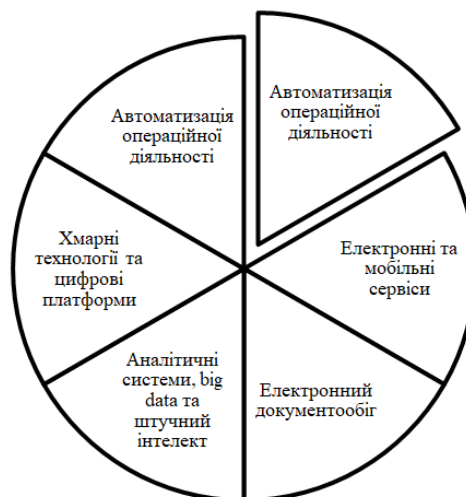 Автоматизація
операційної
діяльності
Автоматизація
операційної
діяльності
Електронні та
мобільні
сервіси
Електронний
документообіг
Аналітичні
системи, big
data та
штучний
інтелект
Хмарні
технології та
цифрові
платформи